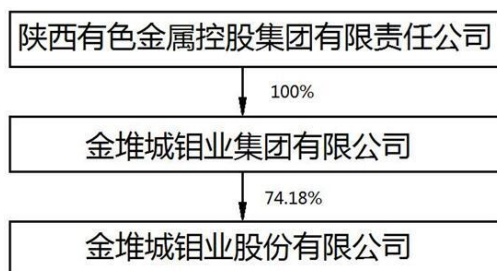 陕西有色金属控股集团有限责任公司
100%
金堆城钼业集团有限公司
74.18%
金堆城钼业股份有限公司